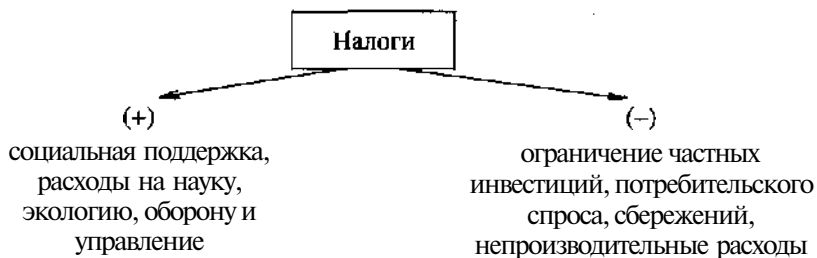 Налоги
(+)
социальная поддержка,
расходы на науку,
экологию, оборону и
управление
(–)
ограничение частных
инвестиций, потребительского
спроса, сбережений,
непроизводительные расходы